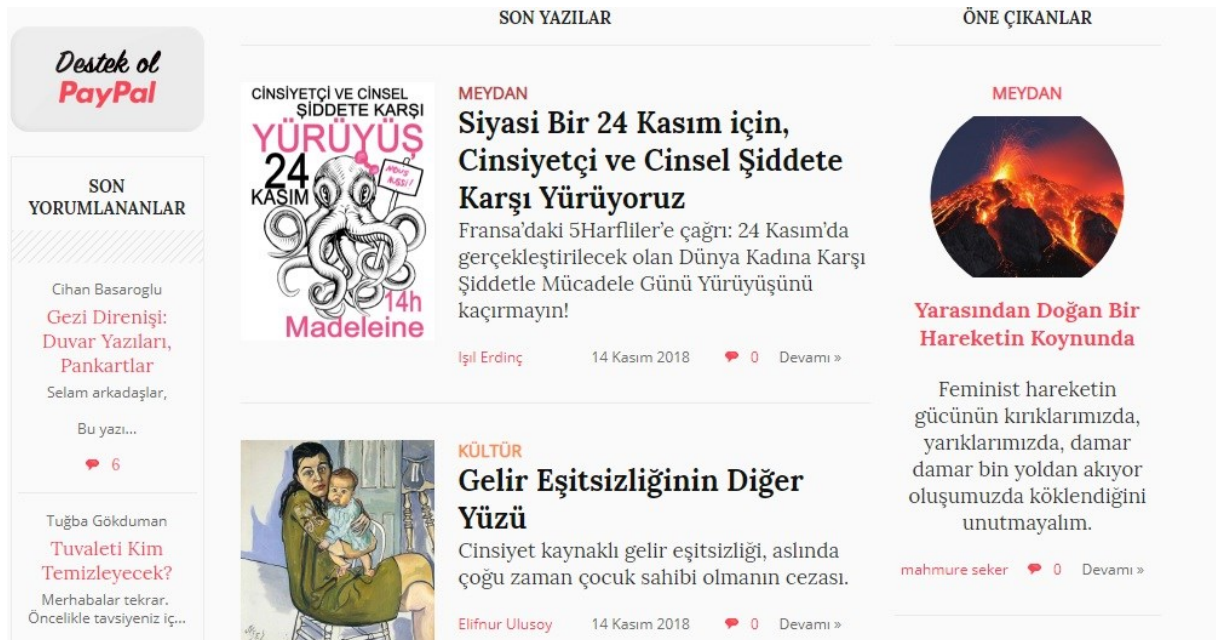 Destek ol
PayPal
SON
YORUMLANANLAR
Cihan Basaroglu
Gezi Direnişi:
Duvar Yazıları,
Pankartlar
Selam arkadaşlar,
Bu yazı...
6
Tuğba Gökduman
Tuvaleti Kim
Temizleyecek?
Merhabalar tekrar.
Öncelikle tavsiyeniz iç...
SON YAZILAR
CİNSİYETÇİ VE CİNSEL
ŞİDDETE KARŞI
YÜRÜYÜŞ
24
KASIM
14h
Madeleine
MEYDAN
Siyasi Bir 24 Kasım için,
Cinsiyetçi ve Cinsel Şiddete
Karşı Yürüyoruz
Fransa’daki 5Harfliler’e çağrı: 24 Kasım’da
gerçekleştirilecek olan Dünya Kadına Karşı
Şiddetle Mücadele Günü Yürüyüşünü
kaçırmayın!
Işıl Erdinç 14 Kasım 2018 0 Devamı »
KÜLTÜR
Gelir Eşitsizliğinin Diğer
Yüzü
Cinsiyet kaynaklı gelir eşitsizliği, aslında
çoğu zaman çocuk sahibi olmanın cezası.
Elifnur Ulusoy 14 Kasım 2018 0 Devamı »
ÖNE ÇIKANLAR
MEYDAN
Yarasından Doğan Bir
Hareketin Koynunda
Feminist hareketin
gücünün kırıklarımızda,
yarıklarımızda, damar
damar bin yoldan akıyor
oluşumuzda köklendiğini
unutmayalım.
mahmure seker 0 Devamı »